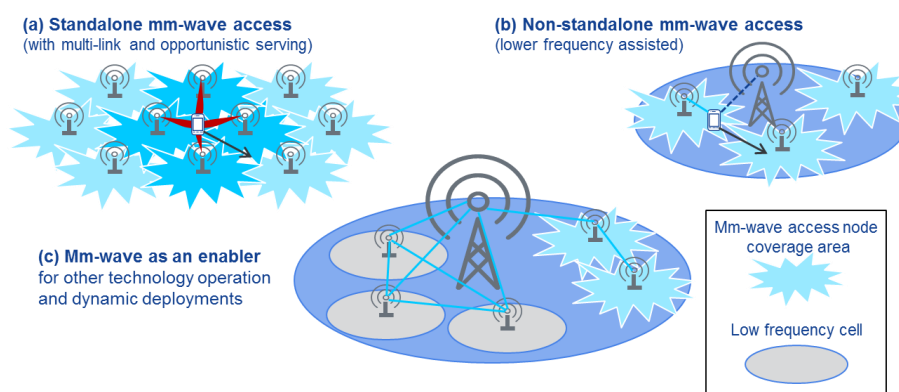 (a) Standalone mm-wave access
(with multi-link and opportunistic serving)
(b) Non-standalone mm-wave access
(lower frequency assisted)
(c) Mm-wave as an enabler
for other technology operation
and dynamic deployments
Mm-wave access node
coverage area
Low frequency cell